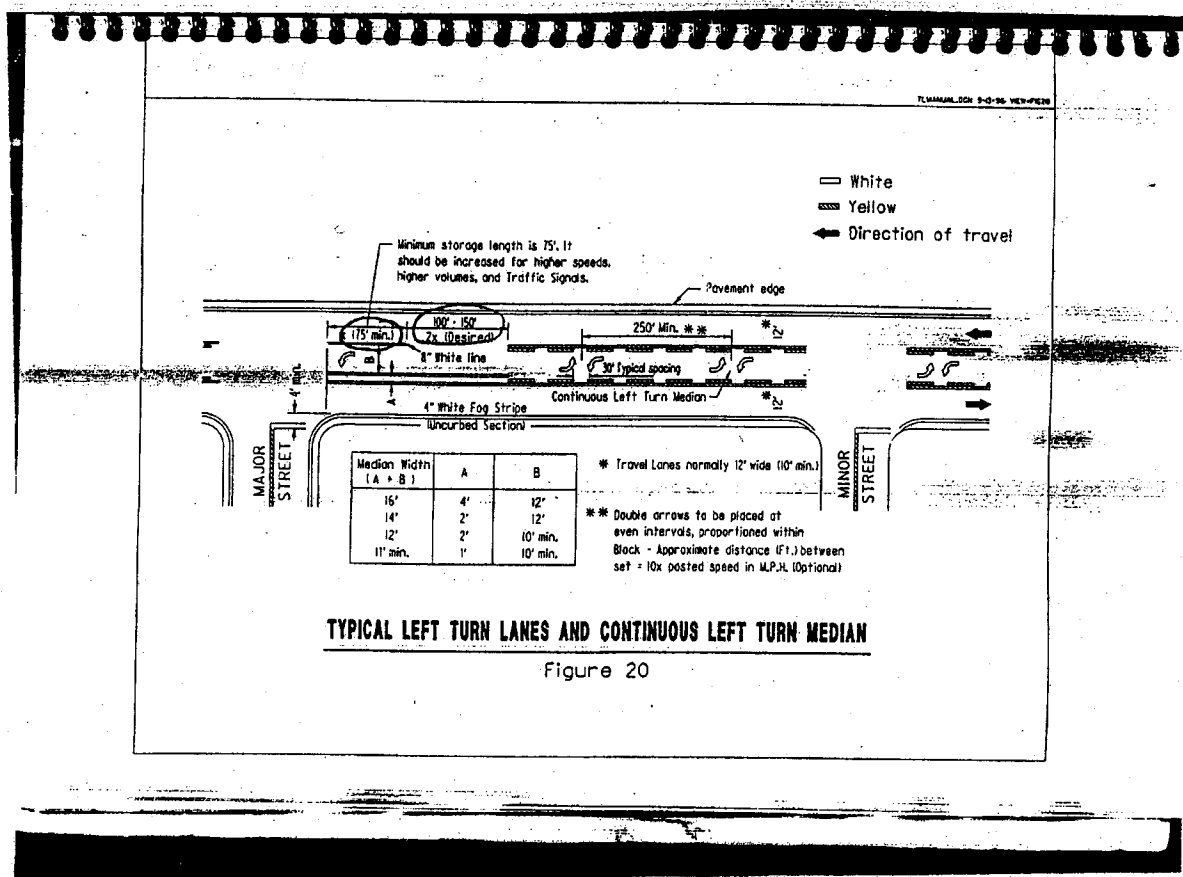 TLMANUAL.DGN 9-13-96 VIEW=FIG20
White
Yellow
Direction of travel
Minimum storage length is 75'. It
should be increased for higher speeds,
higher volumes, and Traffic Signals.
Pavement edge
(75' min.)
100' - 150'
2x (Desired)
250' Min. * *
* 12'
8" White line
B
A
30' Typical spacing
Continuous Left Turn Median
4' min.
4" White Fog Stripe
(Uncurbed Section)
* 12'
MAJOR
STREET
MINOR
STREET
Median Width
(A + B)
A
B
16' 4' 12'
14' 2' 12'
12' 2' 10' min.
11' min. 1' 10' min.
* Travel Lanes normally 12' wide (10' min.)
** Double arrows to be placed at
even intervals, proportioned within
Block - Approximate distance (Ft.) between
set = 10x posted speed in M.P.H. (Optional)
TYPICAL LEFT TURN LANES AND CONTINUOUS LEFT TURN MEDIAN
Figure 20